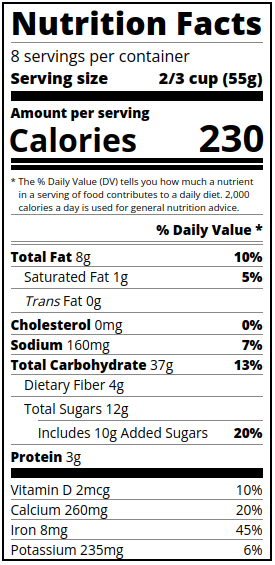 Nutrition Facts
8 servings per container
Serving size 2/3 cup (55g)
Amount per serving
Calories 230
* The % Daily Value (DV) tells you how much a nutrient
in a serving of food contributes to a daily diet. 2,000
calories a day is used for general nutrition advice.
% Daily Value *
Total Fat 8g 10%
Saturated Fat 1g 5%
Trans Fat 0g
Cholesterol 0mg 0%
Sodium 160mg 7%
Total Carbohydrate 37g 13%
Dietary Fiber 4g
Total Sugars 12g
Includes 10g Added Sugars 20%
Protein 3g
Vitamin D 2mcg 10%
Calcium 260mg 20%
Iron 8mg 45%
Potassium 235mg 6%